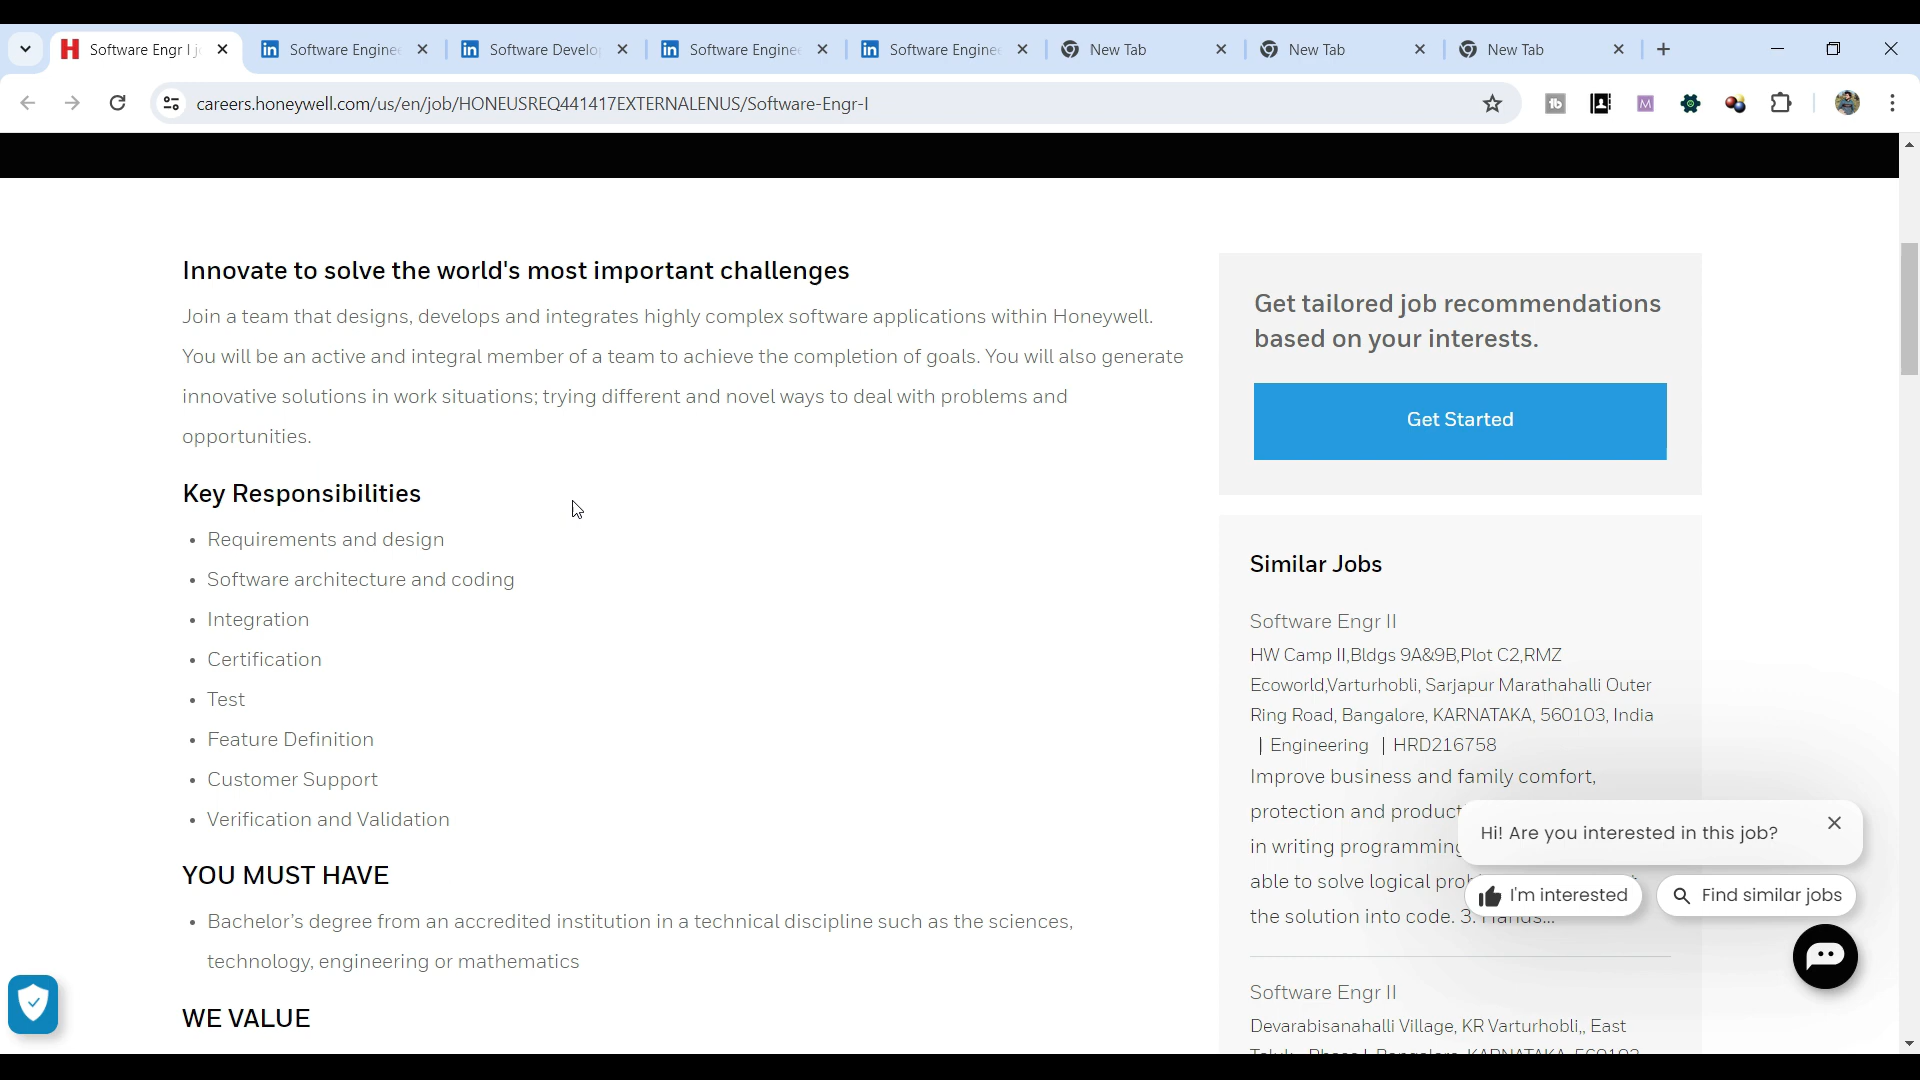 Software Engr I j
Software Engine
Software Develo
Software Engine
Software Engine
New Tab
New Tab
New Tab
careers.honeywell.com/us/en/job/HONEUSREQ441417EXTERNALENUS/Software-Engr-I
Innovate to solve the world's most important challenges
Join a team that designs, develops and integrates highly complex software applications within Honeywell.
You will be an active and integral member of a team to achieve the completion of goals. You will also generate
innovative solutions in work situations; trying different and novel ways to deal with problems and
opportunities.
Key Responsibilities
• Requirements and design
• Software architecture and coding
• Integration
• Certification
• Test
• Feature Definition
• Customer Support
• Verification and Validation
YOU MUST HAVE
• Bachelor's degree from an accredited institution in a technical discipline such as the sciences,
technology, engineering or mathematics
WE VALUE
Get tailored job recommendations
based on your interests.
Get Started
Similar Jobs
Software Engr II
HW Camp II,Bldgs 9A&9B,Plot C2,RMZ
Ecoworld,Varturhobli, Sarjapur Marathahalli Outer
Ring Road, Bangalore, KARNATAKA, 560103, India
| Engineering | HRD216758
Improve business and family comfort,
protection and product
in writing programming
able to solve logical
the solution into code. 3.
Software Engr II
Devarabisanahalli Village, KR Varturhobli,, East
Hi! Are you interested in this job?
I'm interested
Find similar jobs